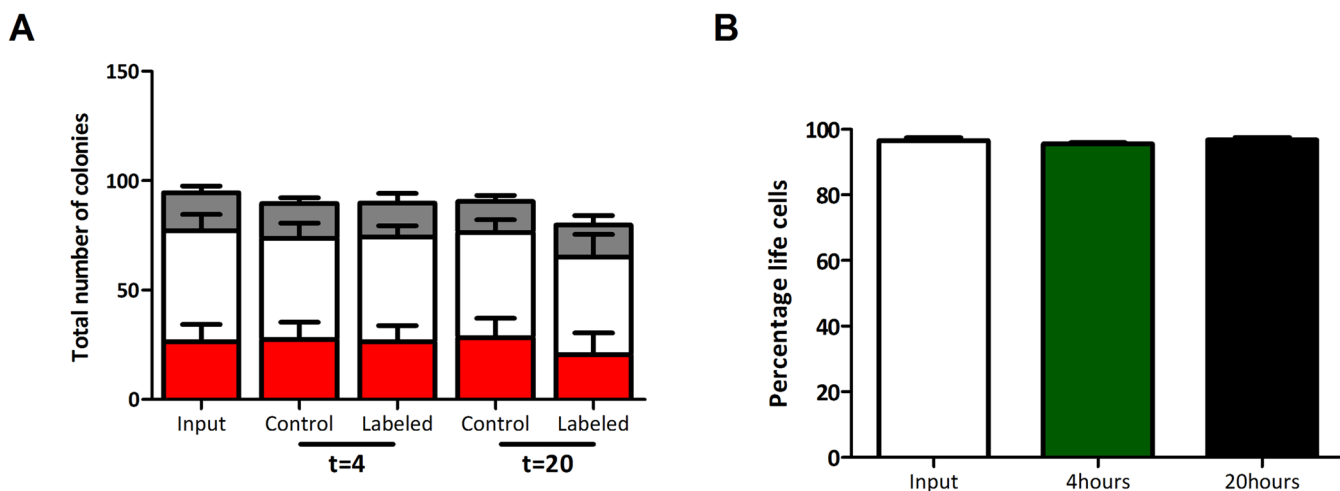 A
Total number of colonies
150
100
50
0
Input
Control
Labeled
Control
Labeled
t=4
t=20
B
Percentage life cells
100
80
60
40
20
0
Input
4hours
20hours